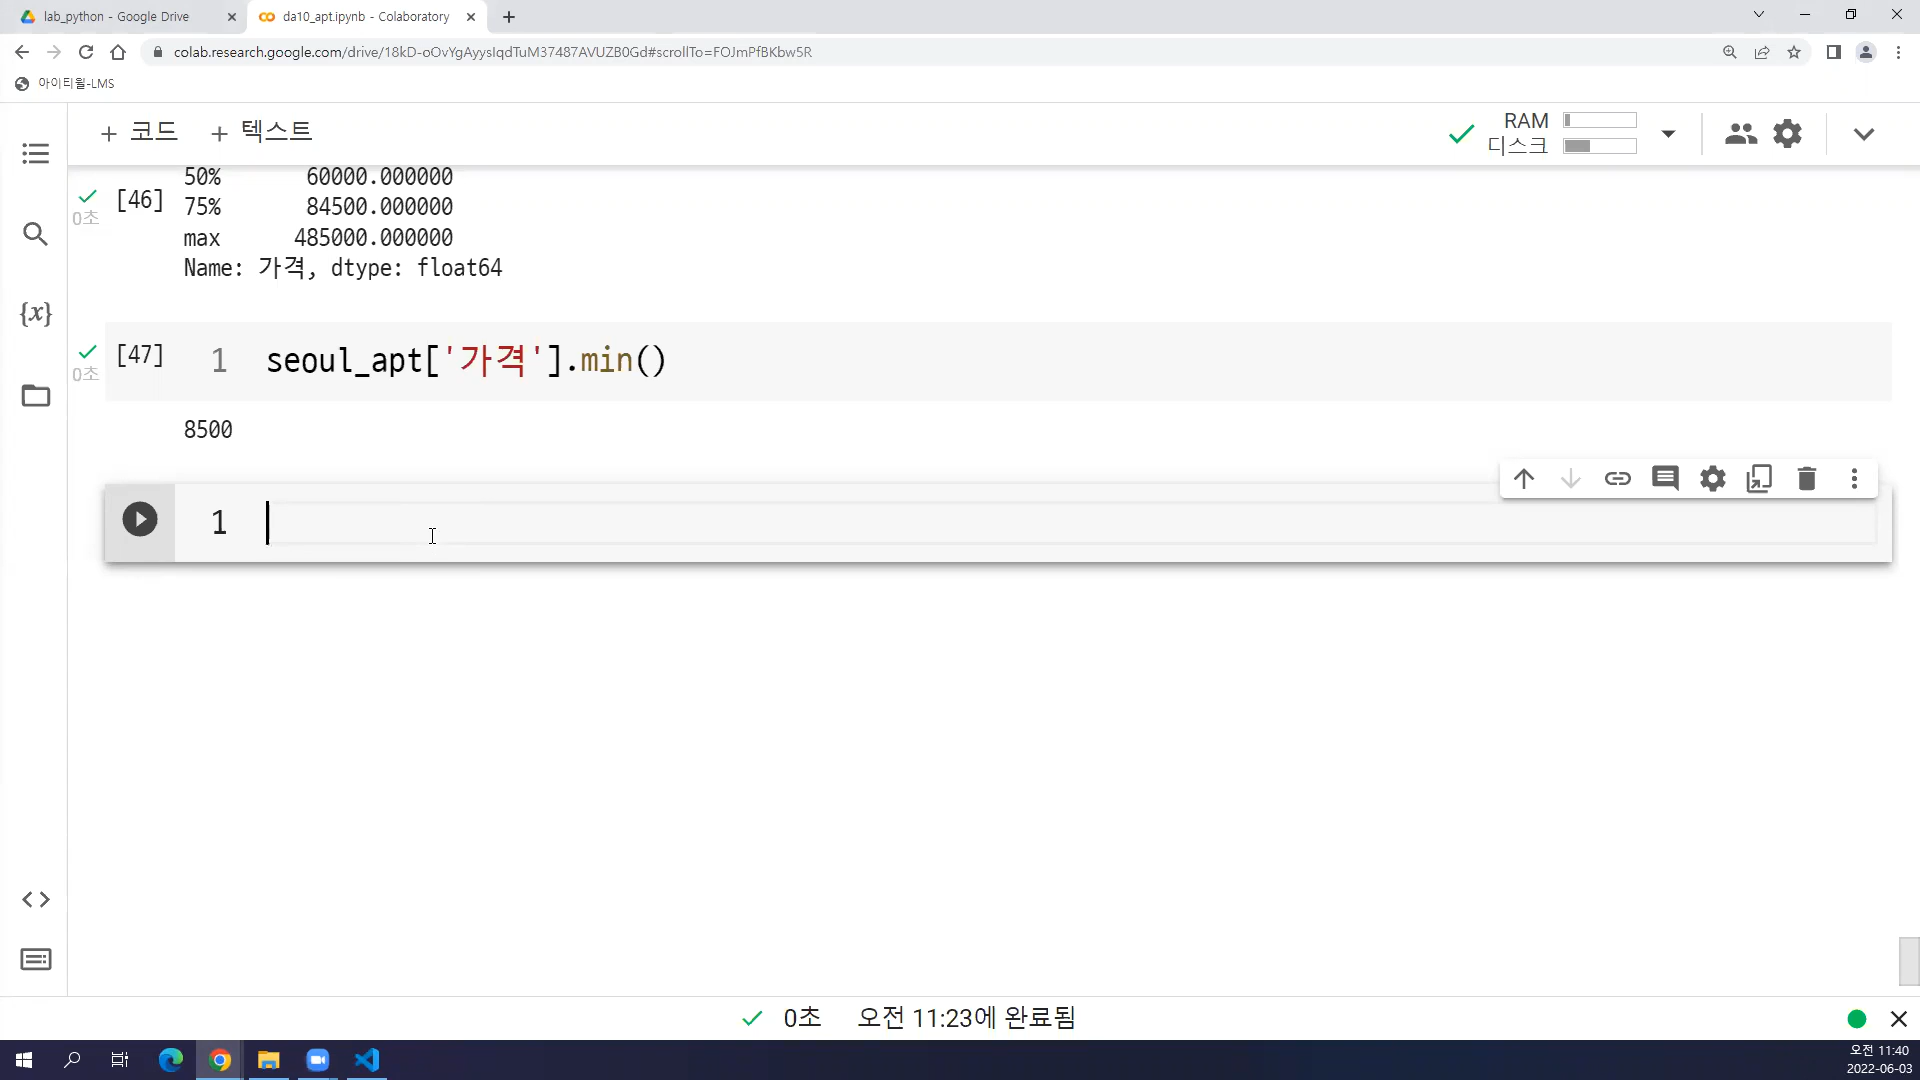 lab_python - Google Drive
da10_apt.ipynb - Colaboratory
colab.research.google.com/drive/18kD-oOvYgAyysIqdTuM37487AVUZB0Gd#scrollTo=FOJmPfBKbw5R
아이티윌-LMS
+ 코드 + 텍스트
RAM
디스크
{x}
0초
[46]
50% 60000.000000
75% 84500.000000
max 485000.000000
Name: 가격, dtype: float64
0초
[47]
1 seoul_apt['가격'].min()
8500
1
0초 오전 11:23에 완료됨
오전 11:40
2022-06-03